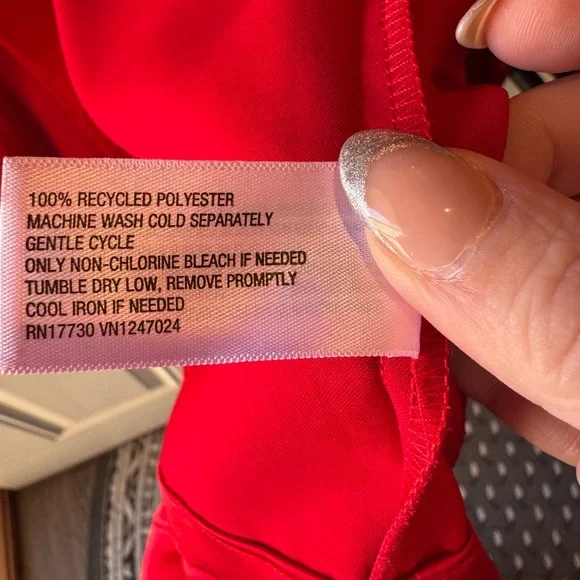 100% RECYCLED POLYESTER
MACHINE WASH COLD SEPARATELY
GENTLE CYCLE
ONLY NON-CHLORINE BLEACH IF NEEDED
TUMBLE DRY LOW, REMOVE PROMPTLY
COOL IRON IF NEEDED
RN17730 VN1247024